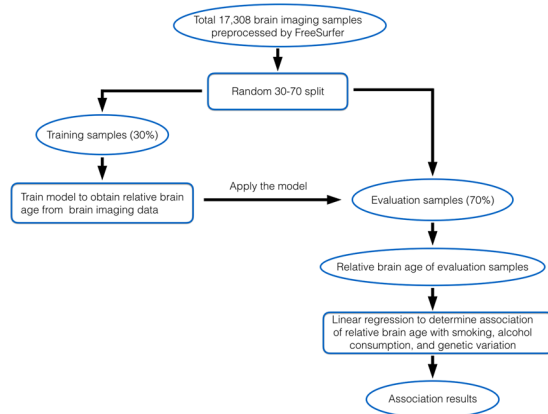 Total 17,308 brain imaging samples
preprocessed by FreeSurfer
Random 30-70 split
Training samples (30%)
Train model to obtain relative brain
age from brain imaging data
Apply the model
Evaluation samples (70%)
Relative brain age of evaluation samples
Linear regression to determine association
of relative brain age with smoking, alcohol
consumption, and genetic variation
Association results